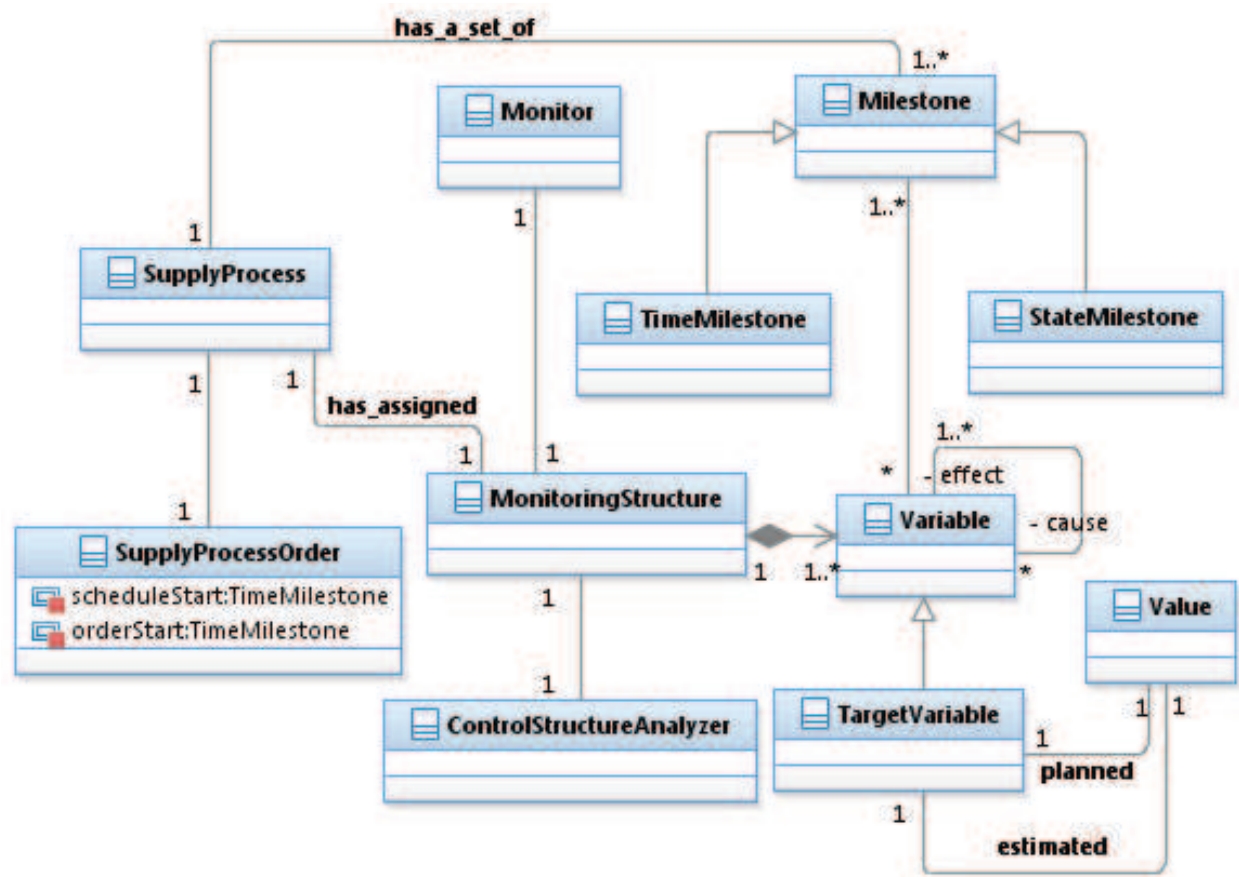 has_a_set_of
1..*
Monitor
Milestone
1
1..*
1
SupplyProcess
TimeMilestone
StateMilestone
1
1
has_assigned
1..*
1
1
*
- effect
MonitoringStructure
Variable
- cause
1
SupplyProcessOrder
1
1..*
*
scheduleStart:TimeMilestone
1
Value
orderStart:TimeMilestone
1
ControlStructureAnalyzer
TargetVariable
1
1
1
planned
1
estimated